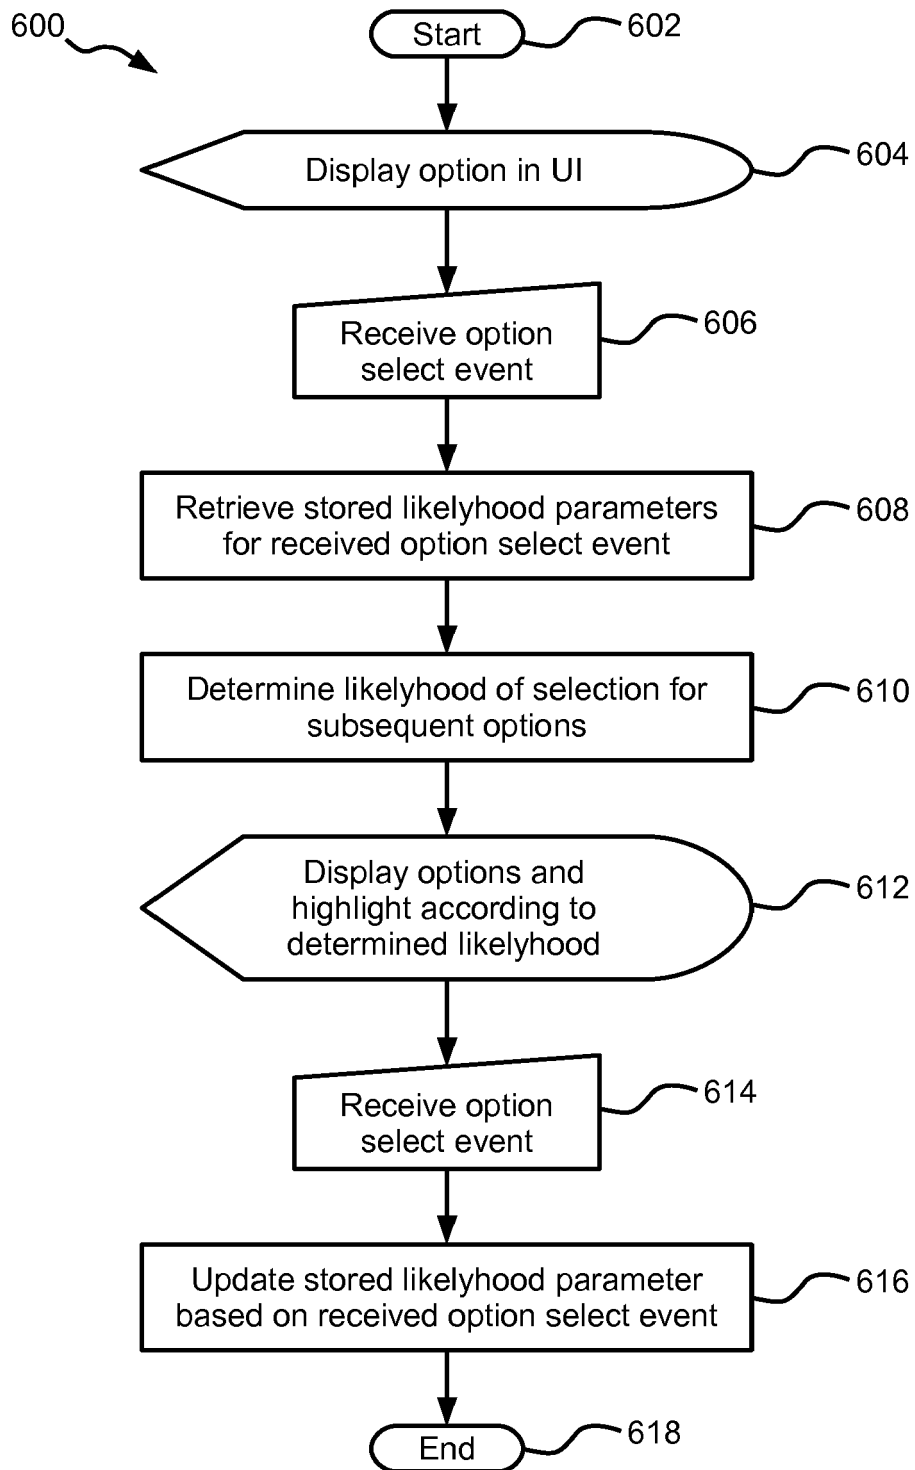 600
Start
602
Display option in UI
604
Receive option
select event
606
Retrieve stored likelyhood parameters
for received option select event
608
Determine likelyhood of selection for
subsequent options
610
Display options and
highlight according to
determined likelyhood
612
Receive option
select event
614
Update stored likelyhood parameter
based on received option select event
616
End
618